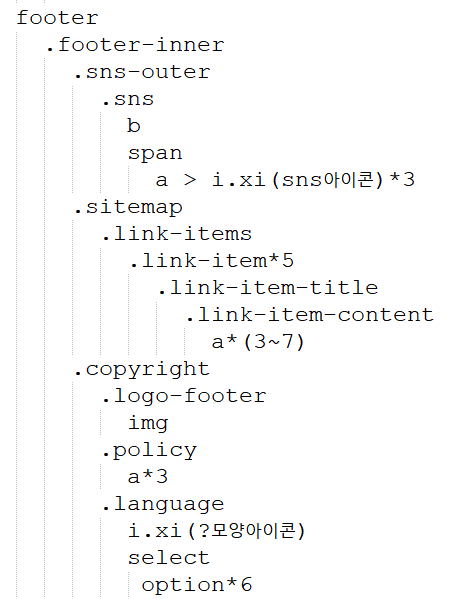 footer
.footer-inner
.sns-outer
.sns
b
span
a > i.xi(sns아이콘)*3
.sitemap
.link-items
.link-item*5
.link-item-title
.link-item-content
a*(3~7)
.copyright
.logo-footer
img
.policy
a*3
.language
i.xi(?모양아이콘)
select
option*6